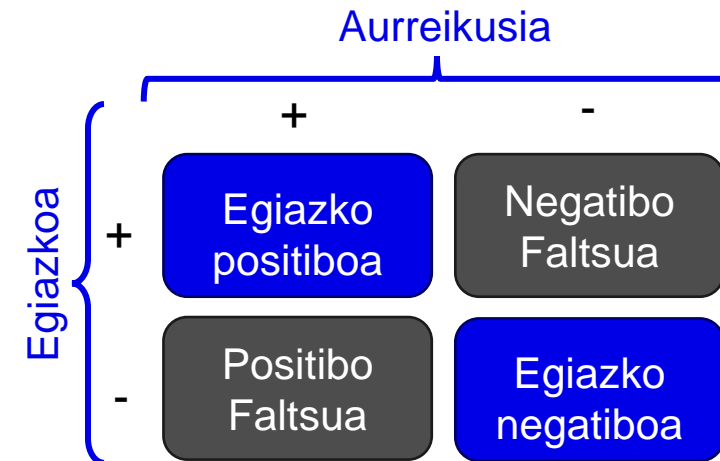 Aurreikusia
+ -
Egiazkoa
+
Egiazko
positiboa
Negatibo
Faltsua
-
Positibo
Faltsua
Egiazko
negatiboa